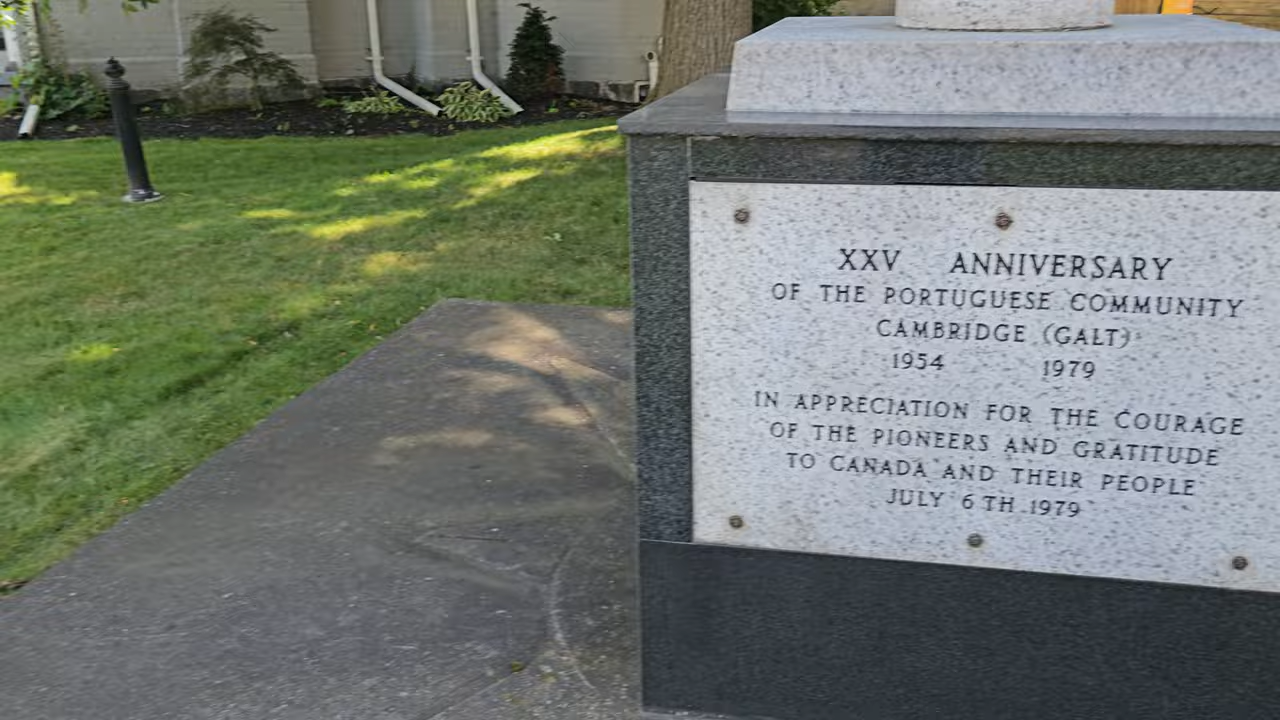 XXV ANNIVERSARY
OF THE PORTUGUESE COMMUNITY
CAMBRIDGE (GALT)
1954 1979
IN APPRECIATION FOR THE COURAGE
OF THE PIONEERS AND GRATITUDE
TO CANADA AND THEIR PEOPLE
JULY 6 TH 1979